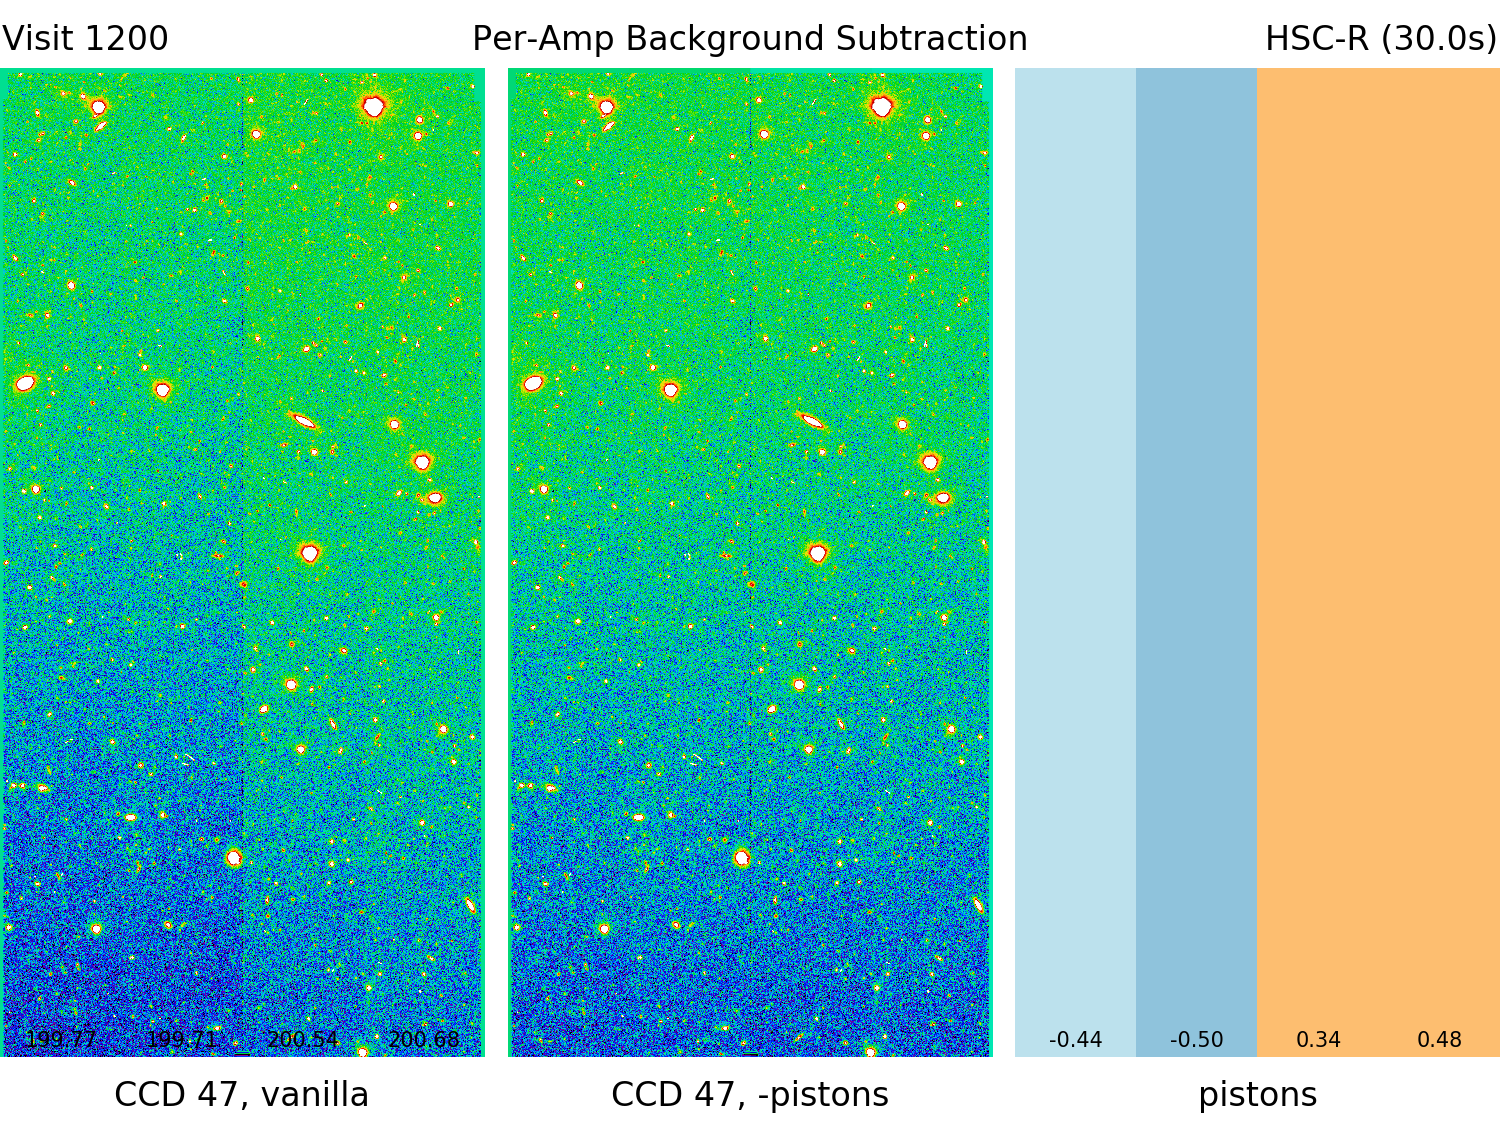 Visit 1200 Per-Amp Background Subtraction HSC-R (30.0s)
199.77 199.71 200.54 200.68 -0.44 -0.50 0.34 0.48
CCD 47, vanilla CCD 47, -pistons pistons